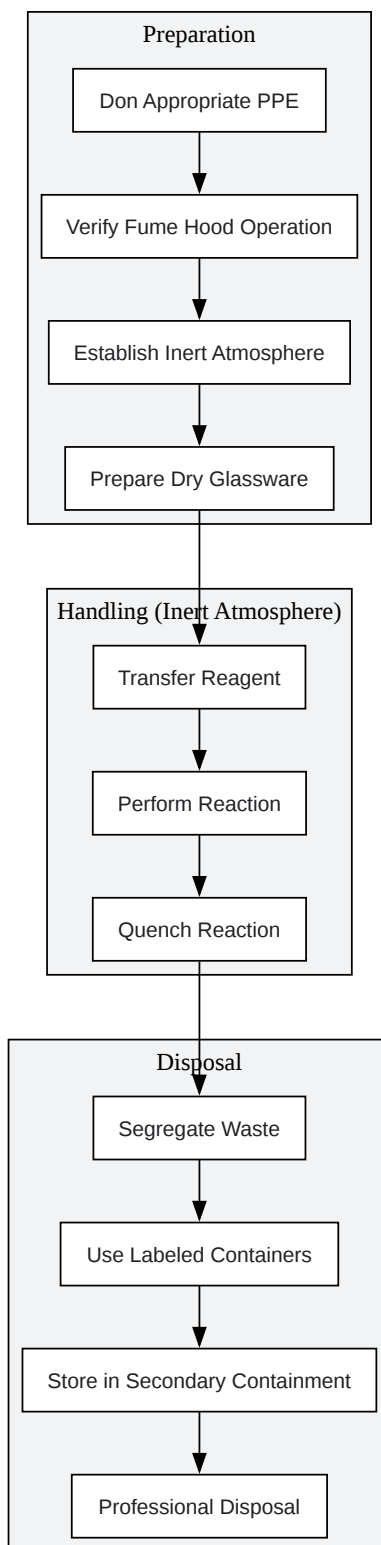 Preparation
Don Appropriate PPE
Verify Fume Hood Operation
Establish Inert Atmosphere
Prepare Dry Glassware
Handling (Inert Atmosphere)
Transfer Reagent
Perform Reaction
Quench Reaction
Disposal
Segregate Waste
Use Labeled Containers
Store in Secondary Containment
Professional Disposal